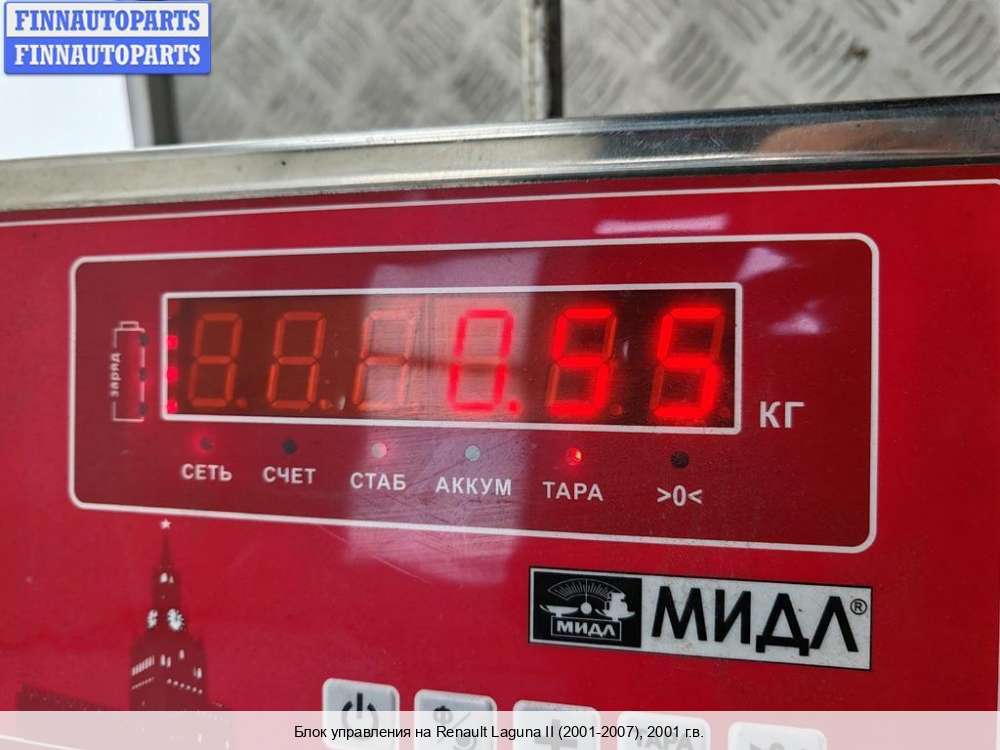 FINNAUTOPARTS
FINNAUTOPARTS
заряд
0.55
КГ
СЕТЬ СЧЕТ СТАБ АККУМ ТАРА >0<
МИДЛ МИДЛ®
ТАРА
Блок управления на Renault Laguna II (2001-2007), 2001 г.в.